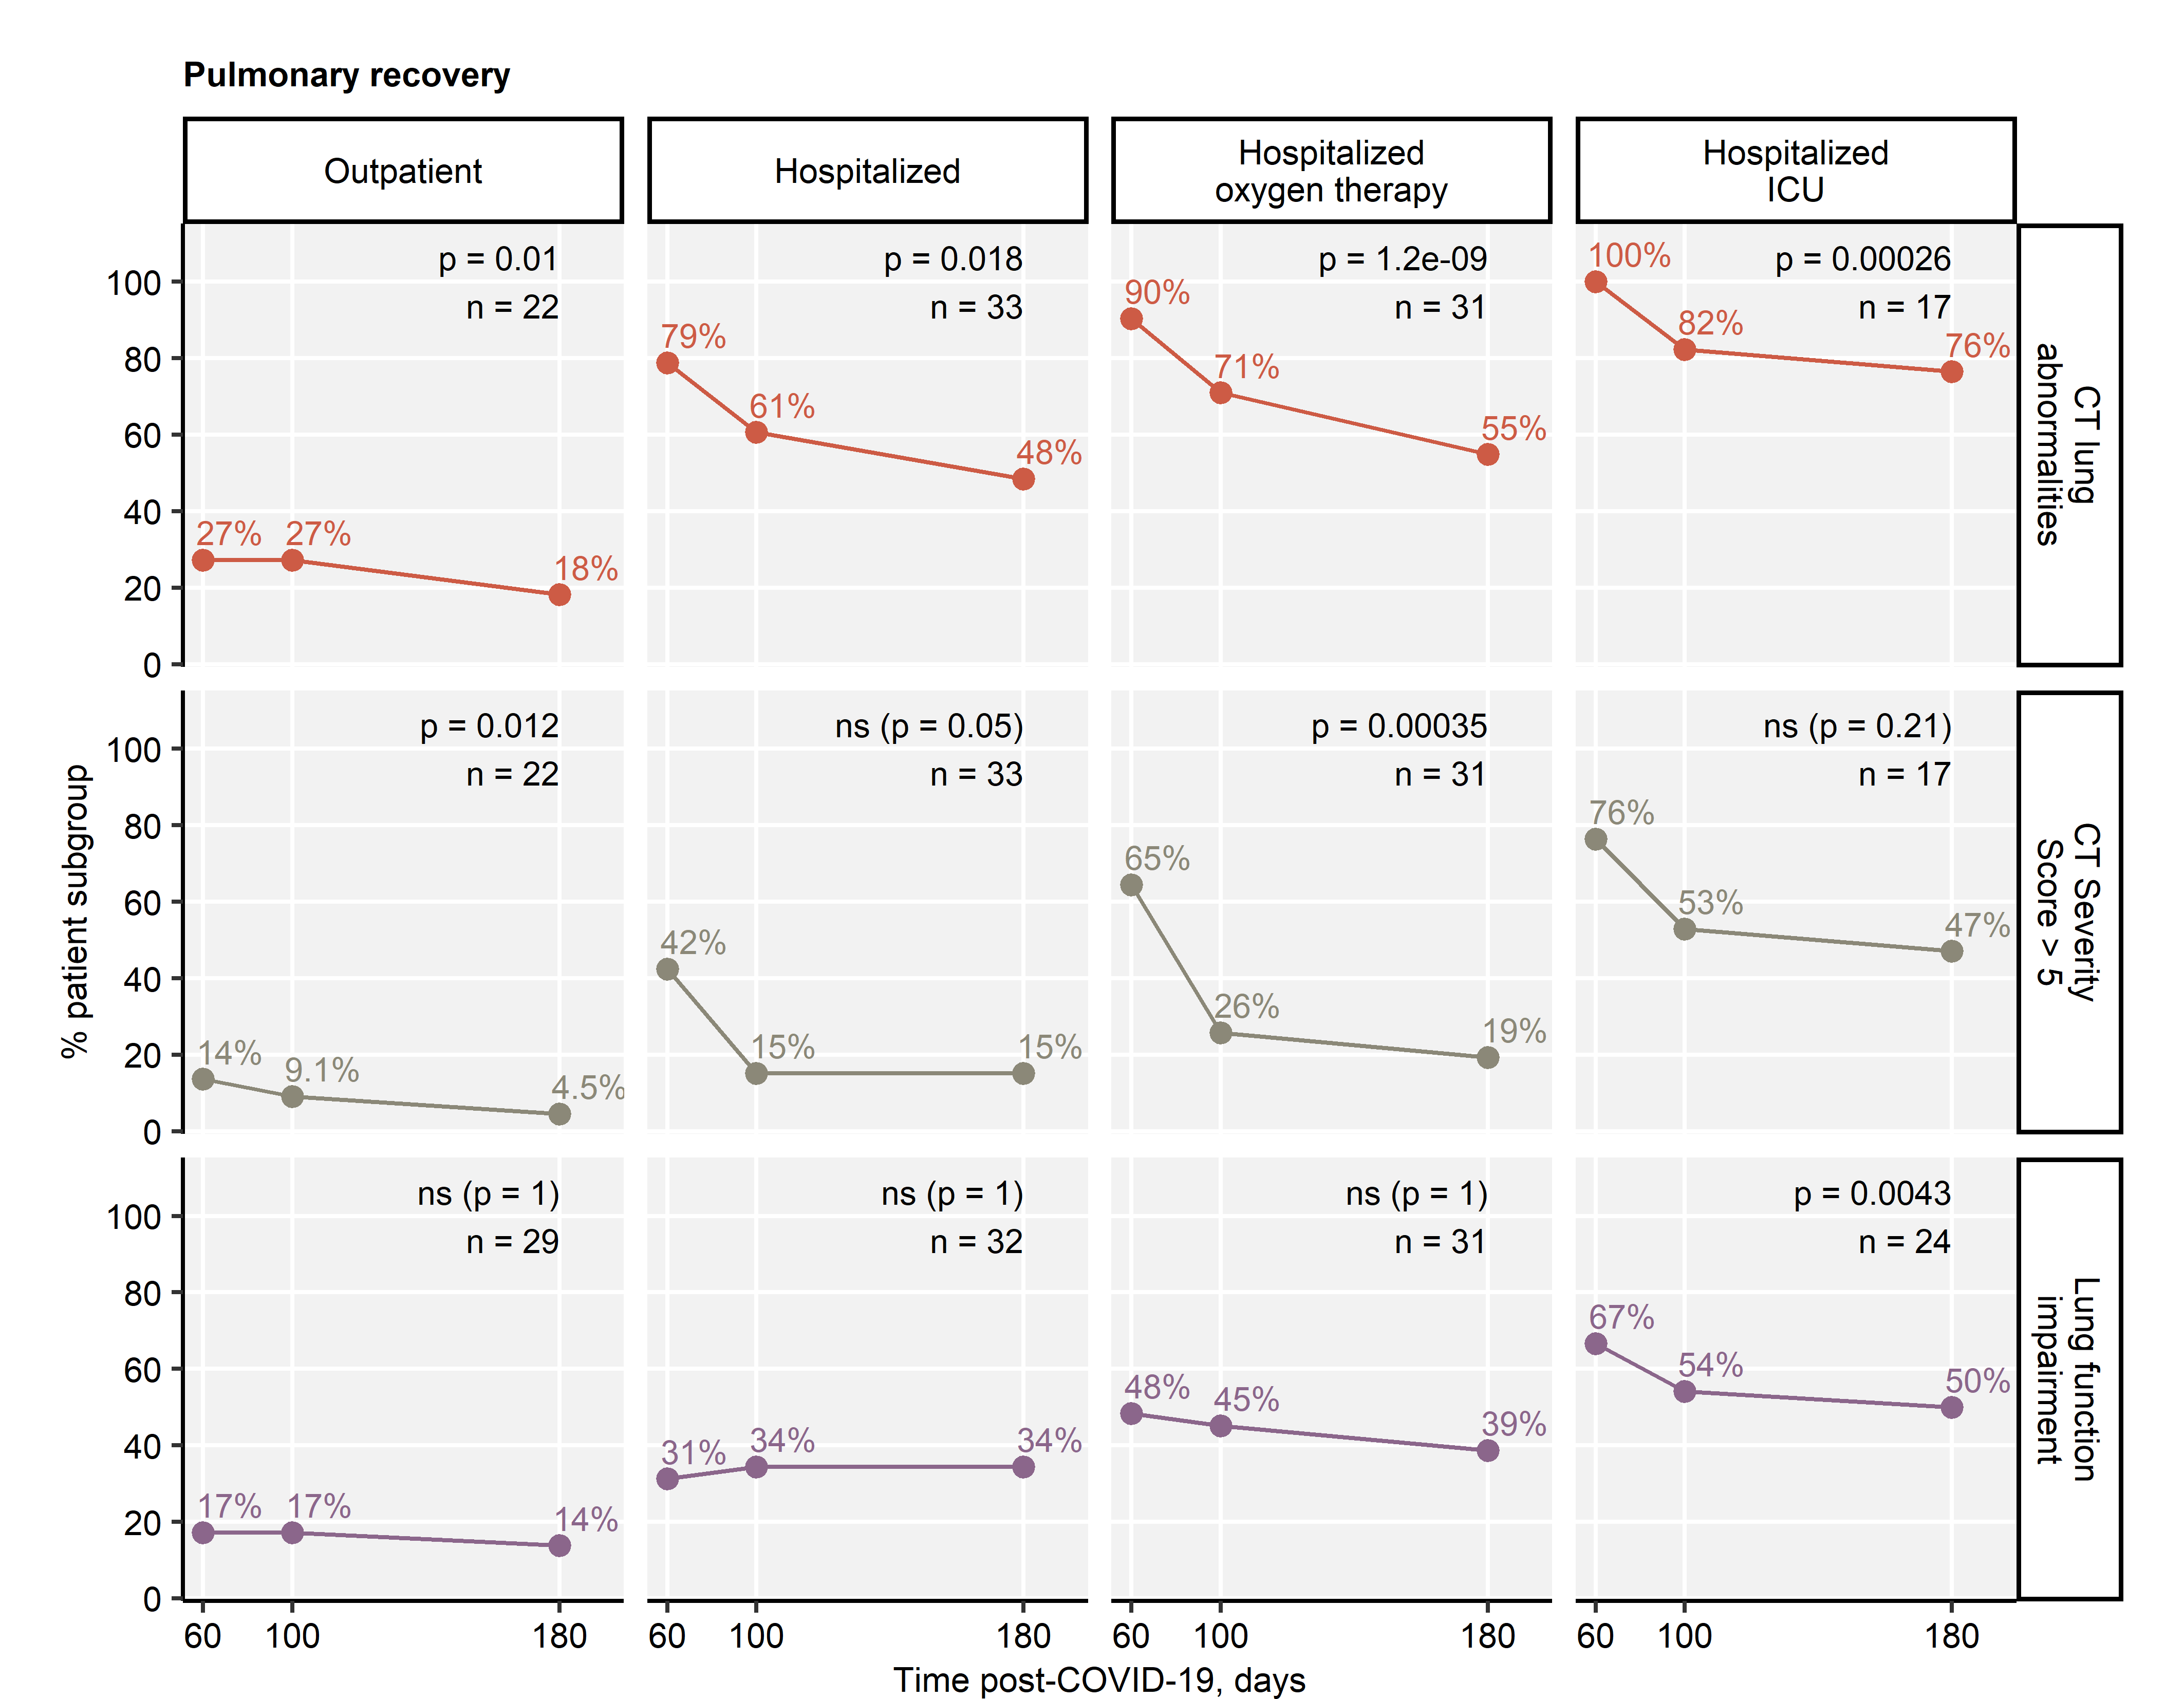 Pulmonary recovery
Outpatient
Hospitalized
Hospitalized
oxygen therapy
Hospitalized
ICU
p = 0.01
n = 22
27%
27%
18%
p = 0.018
n = 33
79%
61%
48%
p = 1.2e-09
n = 31
90%
71%
55%
p = 0.00026
n = 17
100%
82%
76%
CT lung
abnormalities
100
80
60
40
20
0
p = 0.012
n = 22
14%
9.1%
4.5%
ns (p = 0.05)
n = 33
42%
15%
15%
p = 0.00035
n = 31
65%
26%
19%
ns (p = 0.21)
n = 17
76%
53%
47%
CT Severity
Score > 5
100
80
60
40
20
0
% patient subgroup
ns (p = 1)
n = 29
17%
17%
14%
ns (p = 1)
n = 32
31%
34%
34%
ns (p = 1)
n = 31
48%
45%
39%
p = 0.0043
n = 24
67%
54%
50%
Lung function
impairment
100
80
60
40
20
0
60 100 180
60 100 180
60 100 180
60 100 180
Time post-COVID-19, days